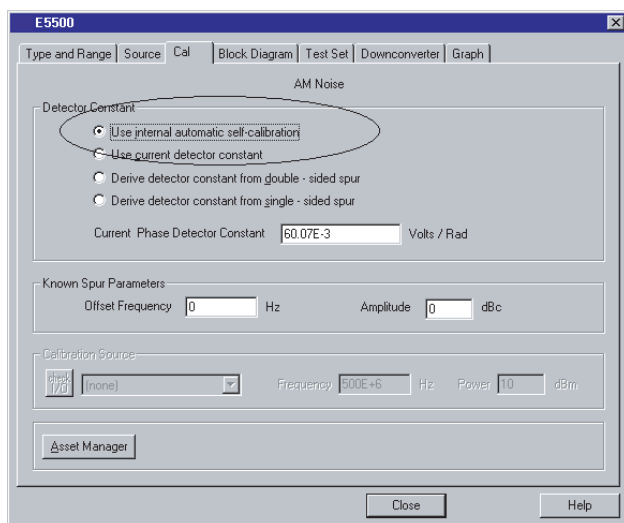 E5500
Type and Range Source Cal Block Diagram Test Set Downconverter Graph
AM Noise
Detector Constant
Use internal automatic self-calibration
Use current detector constant
Derive detector constant from double - sided spur
Derive detector constant from single - sided spur
Current Phase Detector Constant 60.07E-3 Volts / Rad
Known Spur Parameters
Offset Frequency 0 Hz Amplitude 0 dBc
Calibration Source
check I/O (none) Frequency 500E+6 Hz Power 10 dBm
Asset Manager
Close Help